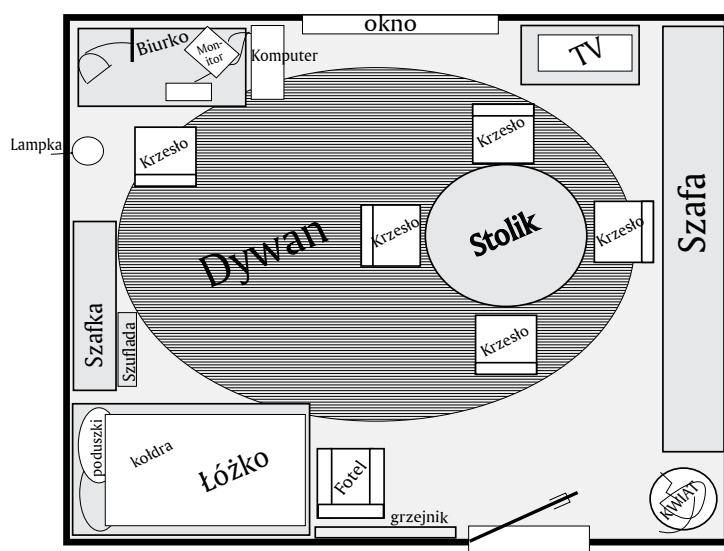 okno
Biurko
Mon-
itor
Komputer
TV
Lampka
Krzesło
Krzesło
Szafa
Dywan
Krzesło
Stolik
Krzesło
Szafka
Szuflada
Krzesło
poduszki
kołdra
Łóżko
Fotel
KWIAT
grzejnik